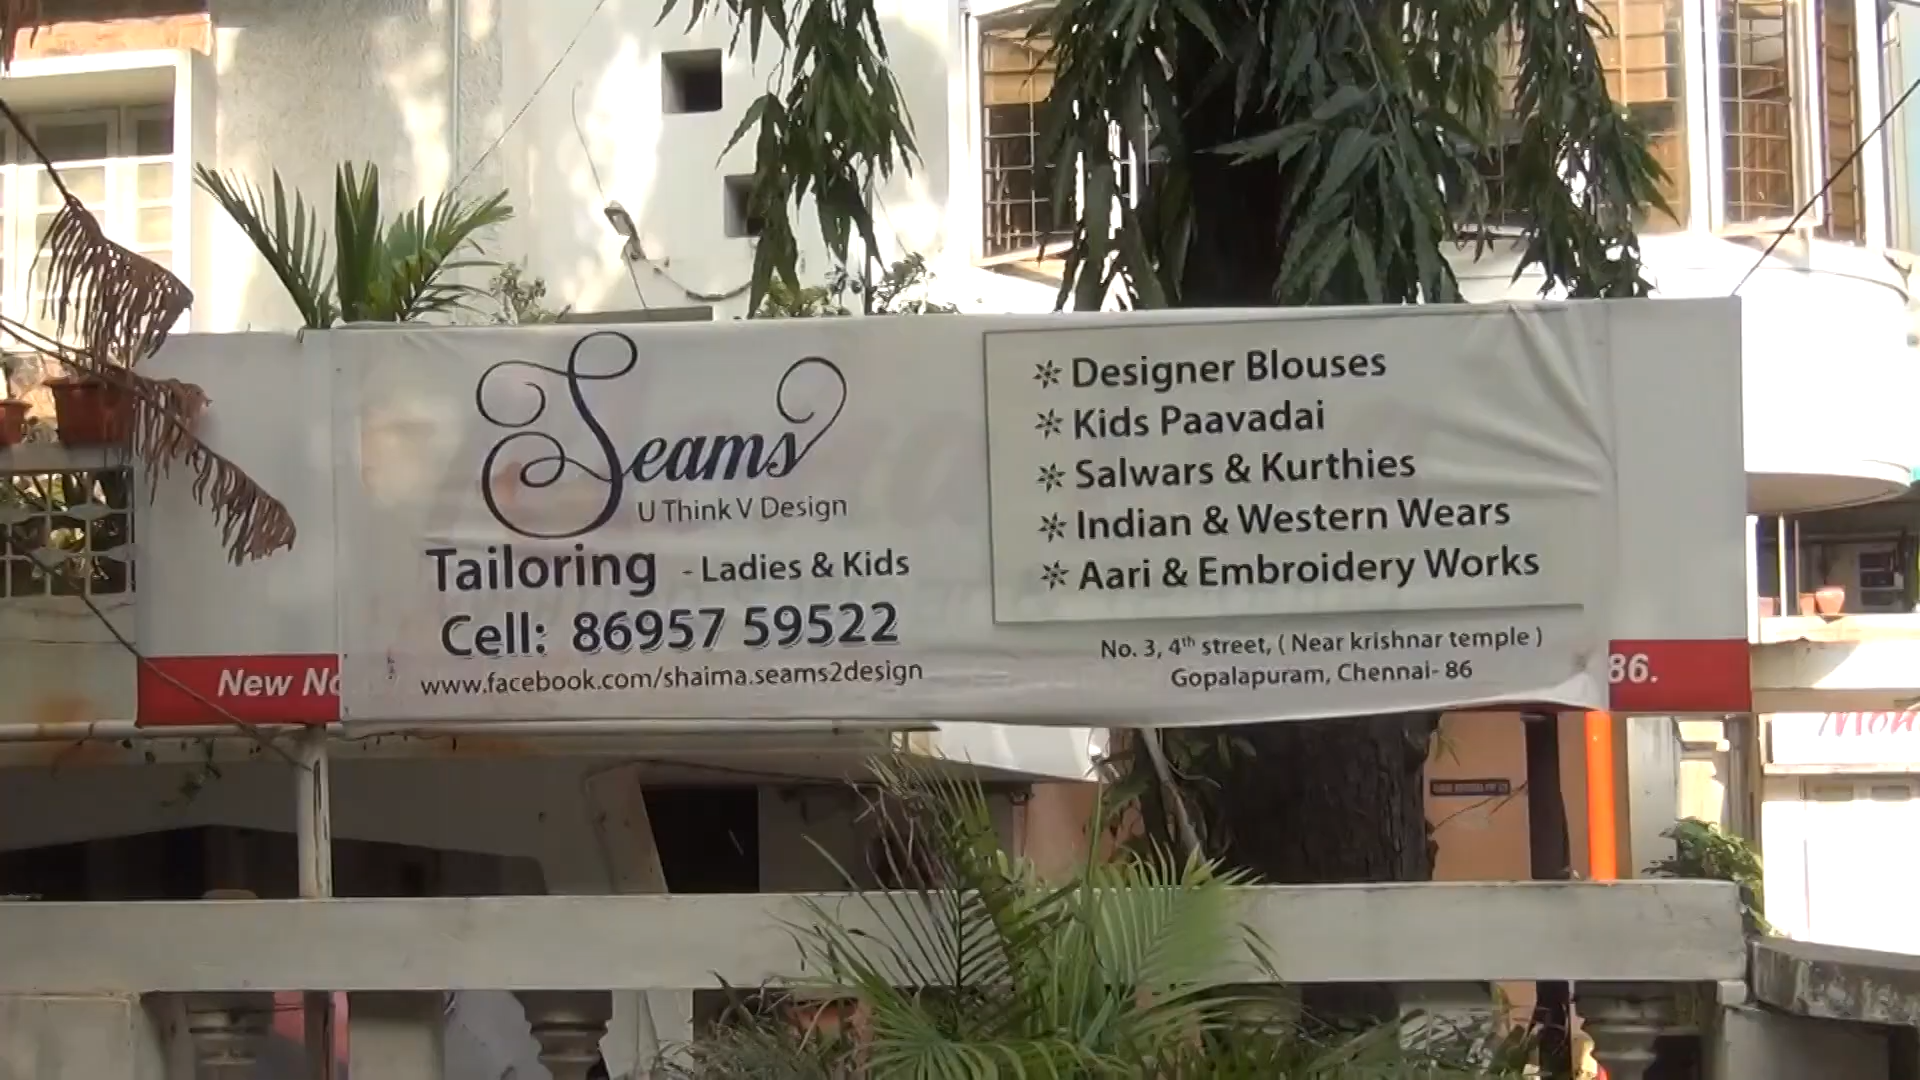 Seams
U Think V Design
Tailoring - Ladies & Kids
Cell: 86957 59522
www.facebook.com/shaima.seams2design
Designer Blouses
Kids Paavadai
Salwars & Kurthies
Indian & Western Wears
Aari & Embroidery Works
No. 3, 4th street, ( Near krishnar temple )
Gopalapuram, Chennai- 86
New No
86.